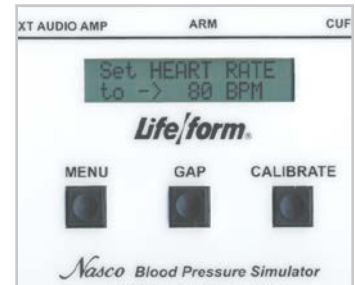 XT AUDIO AMP ARM CUF
Set HEART RATE
to -> 80 BPM
Life/form®
MENU GAP CALIBRATE
Nasco Blood Pressure Simulator